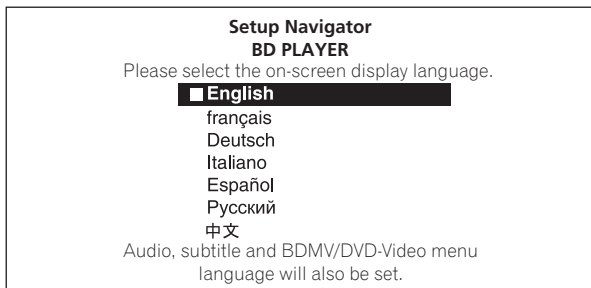 Setup Navigator
BD PLAYER
Please select the on-screen display language.
English
français
Deutsch
Italiano
Español
Русский
中文
Audio, subtitle and BDMV/DVD-Video menu
language will also be set.